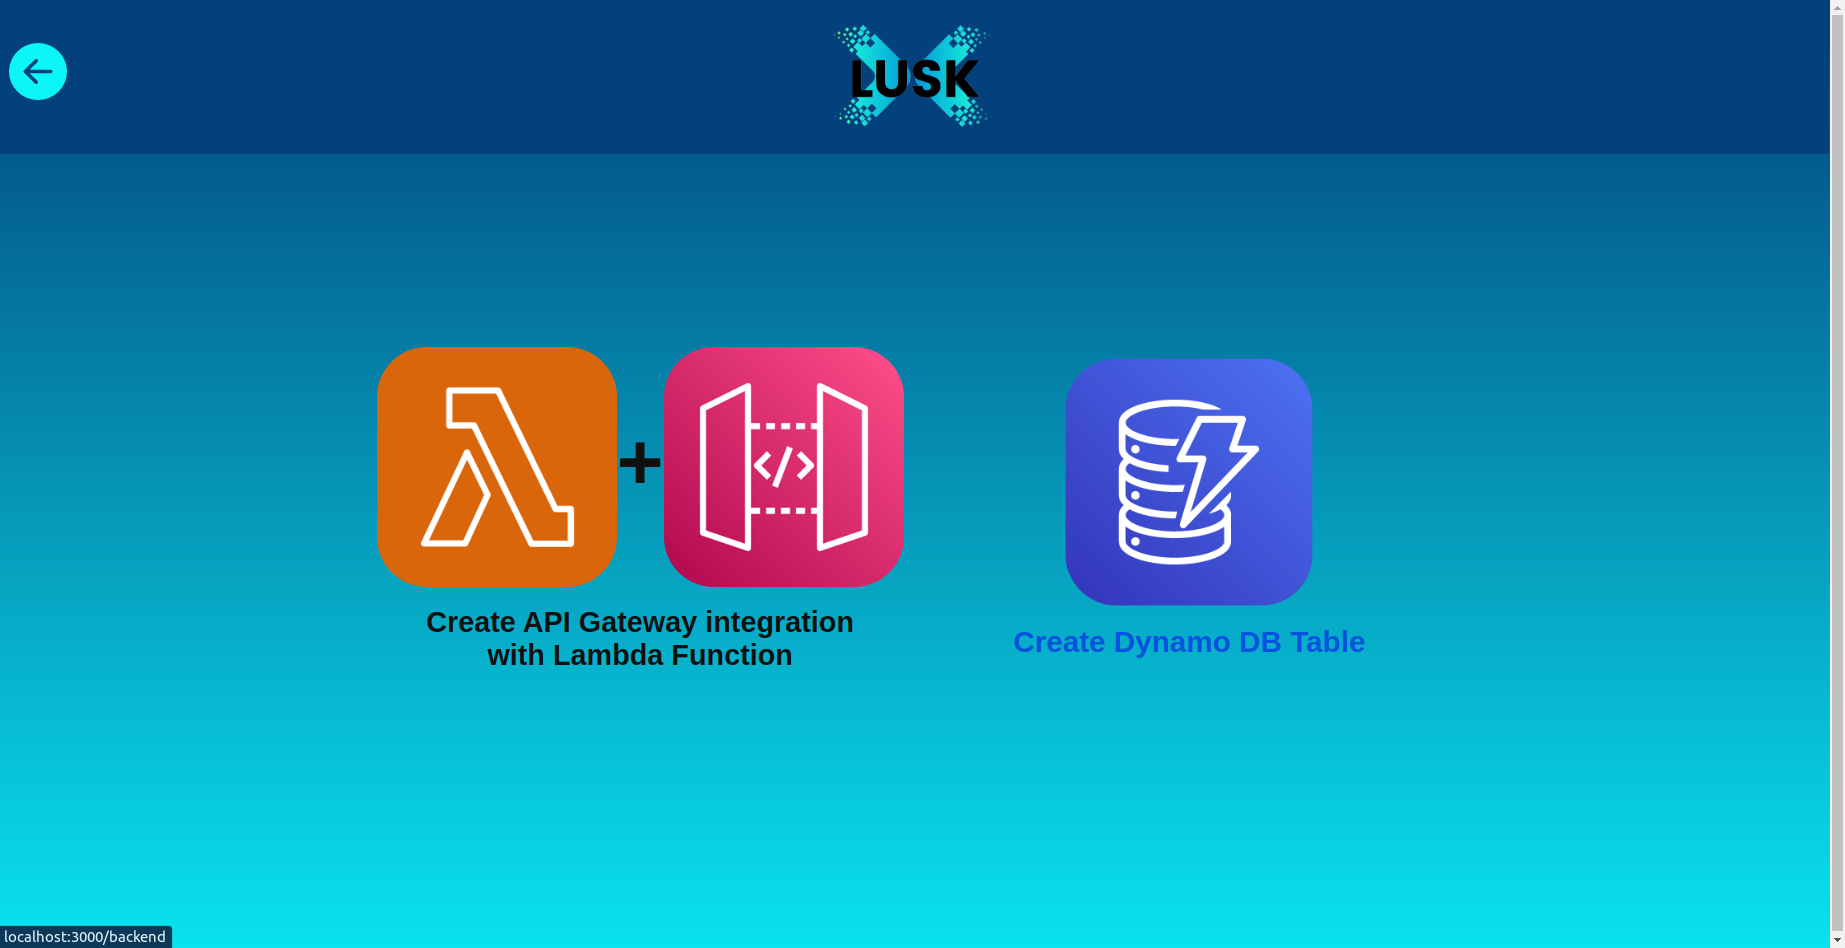 LUSK
+
</>
Create API Gateway integration
with Lambda Function
Create Dynamo DB Table
localhost:3000/backend